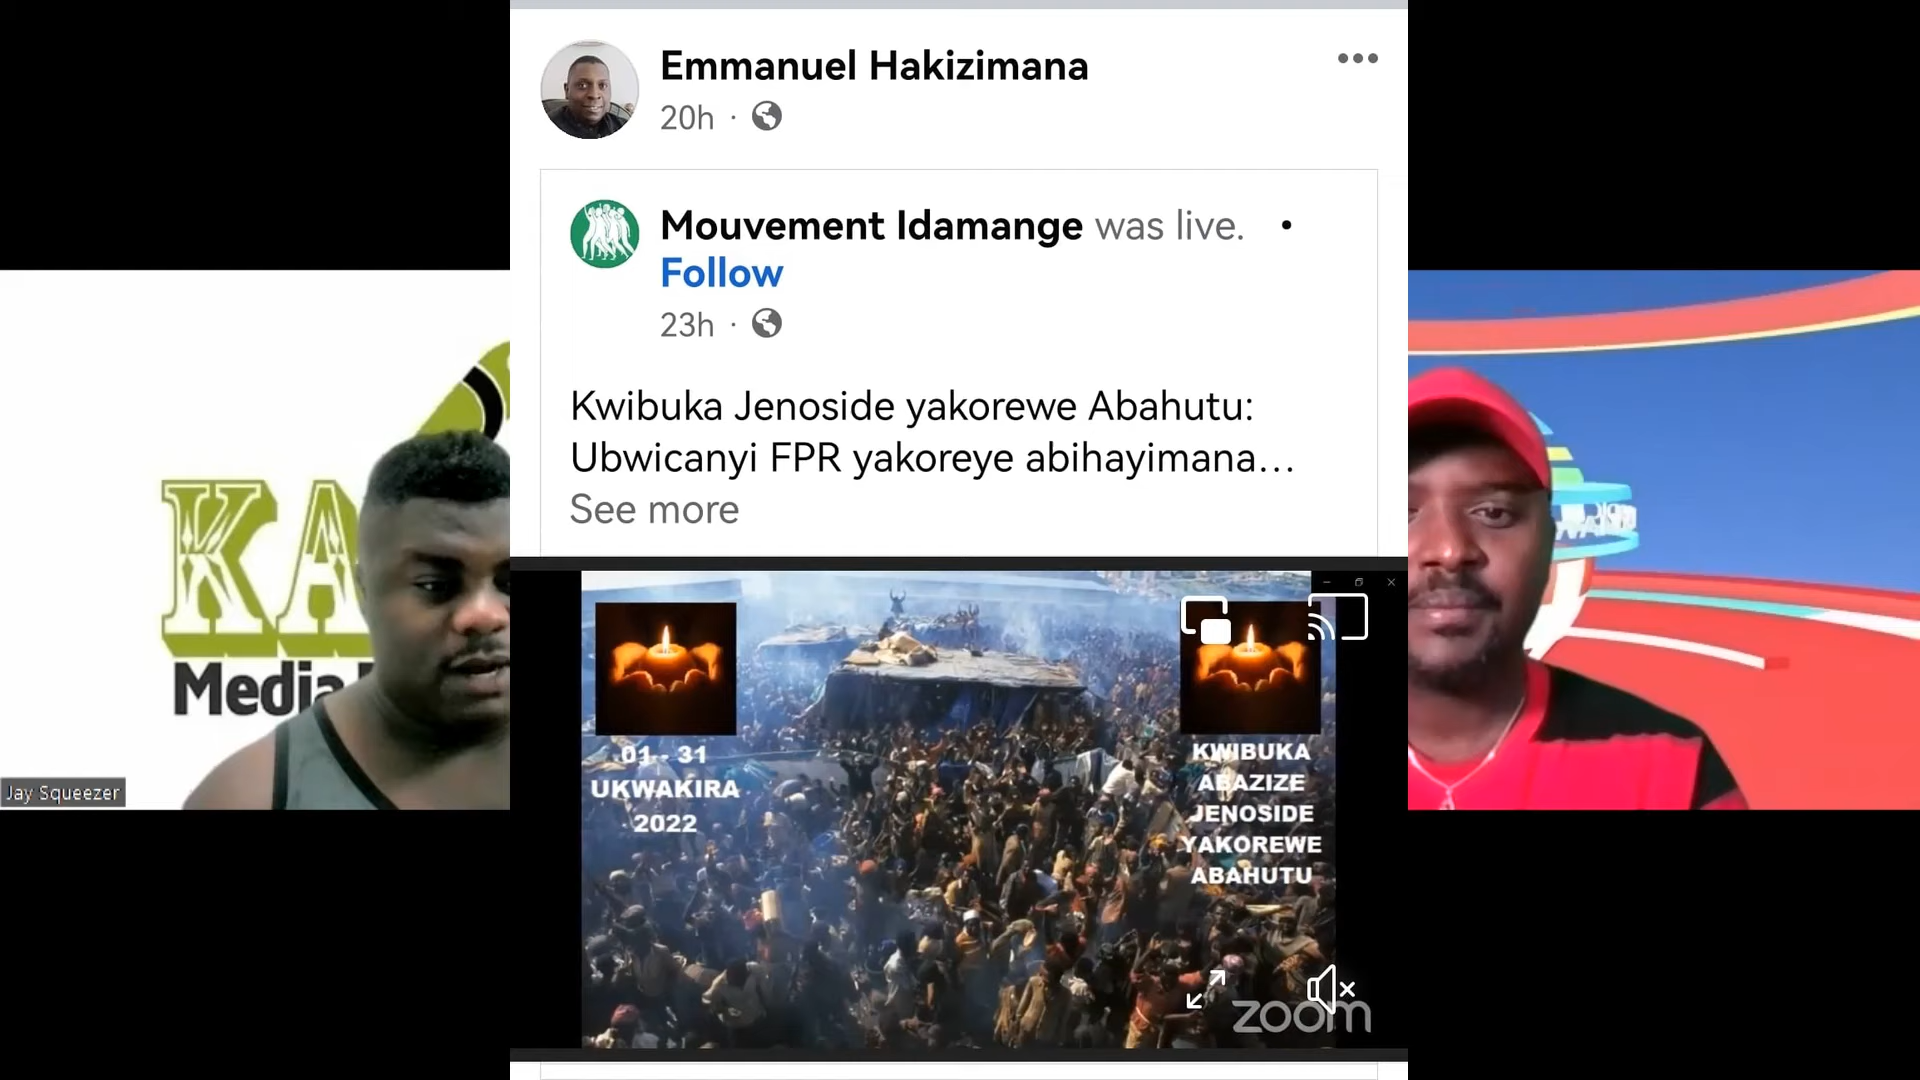 Emmanuel Hakizimana
20h ·
Mouvement Idamange was live. •
Follow
23h ·
Kwibuka Jenoside yakorewe Abahutu:
Ubwicanyi FPR yakoreye abihayimana...
See more
01 - 31
UKWAKIRA
2022
KWIBUKA
ABAZIZE
JENOSIDE
YAKOREWE
ABAHUTU
zoom
KA
Media
Jay Squeezer